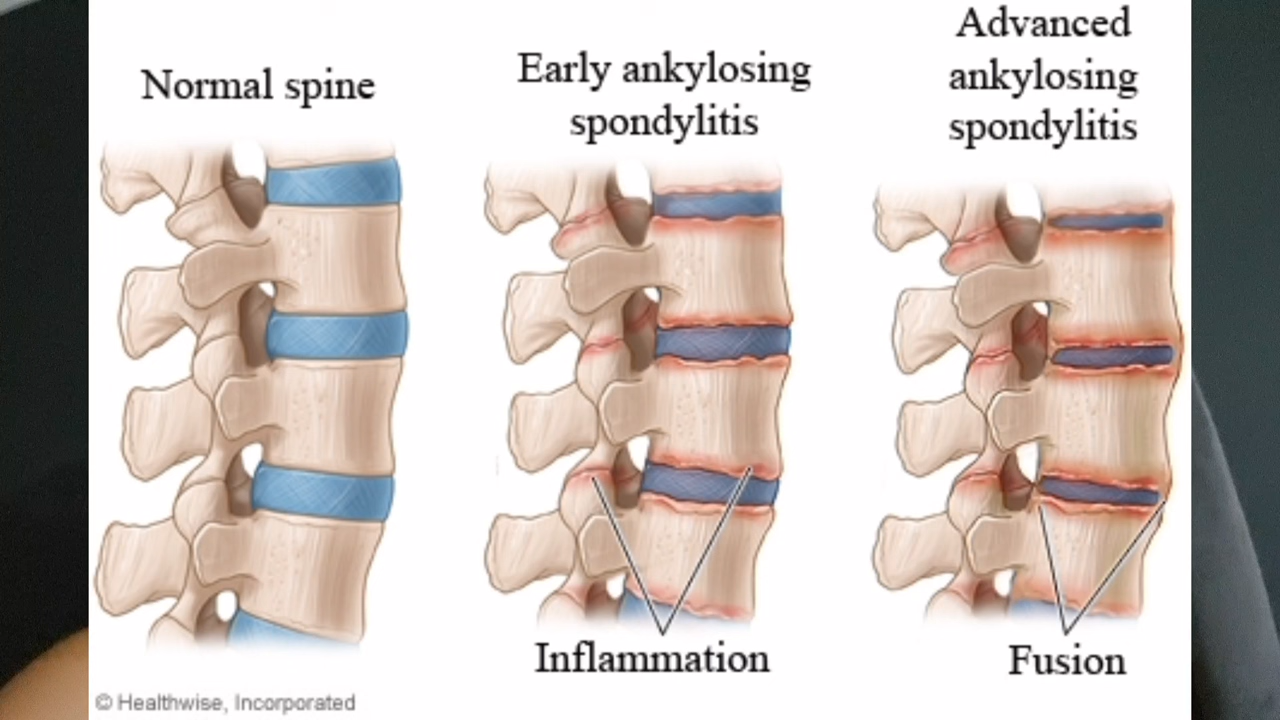 Normal spine
Early ankylosing
spondylitis
Advanced
ankylosing
spondylitis
Inflammation
Fusion
© Healthwise, Incorporated